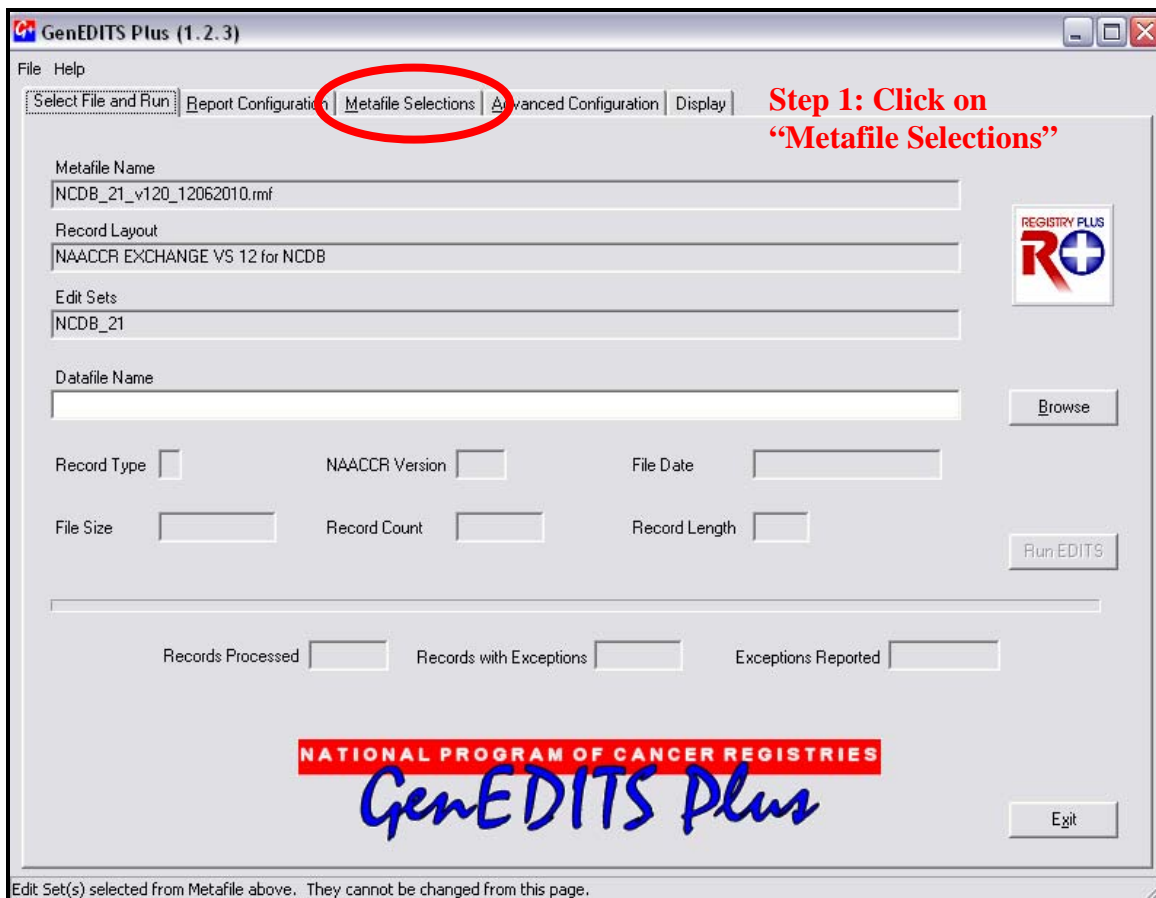 GenEDITS Plus (1.2.3)
File Help
Select File and Run Report Configuration Metafile Selections Advanced Configuration Display
Step 1: Click on
“Metafile Selections”
Metafile Name
NCDB_21_v120_12062010.rmf
REGISTRY PLUS
R
Record Layout
NAACCR EXCHANGE VS 12 for NCDB
Edit Sets
NCDB_21
Datafile Name
Browse
Record Type NAACCR Version File Date
File Size Record Count Record Length
Run EDITS
Records Processed Records with Exceptions Exceptions Reported
NATIONAL PROGRAM OF CANCER REGISTRIES
GenEDITS Plus
Exit
Edit Set(s) selected from Metafile above. They cannot be changed from this page.